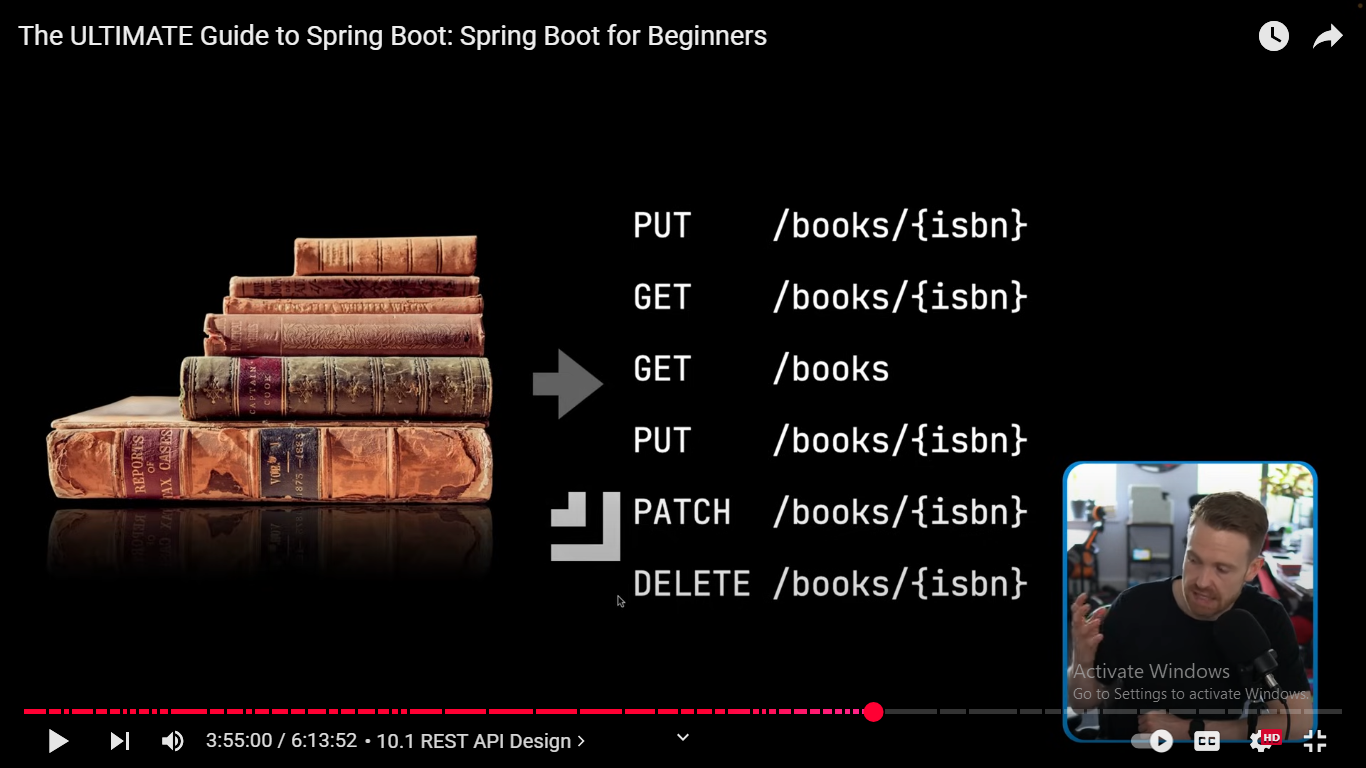 The ULTIMATE Guide to Spring Boot: Spring Boot for Beginners
PUT /books/{isbn}
GET /books/{isbn}
GET /books
PUT /books/{isbn}
PATCH /books/{isbn}
DELETE /books/{isbn}
CAPTAIN
COOK
REPORTS
OF
TAX CASES
VOL. 1.
1875-1883
Activate Windows
Go to Settings to activate Windows.
3:55:00 / 6:13:52 • 10.1 REST API Design ›
CC
HD